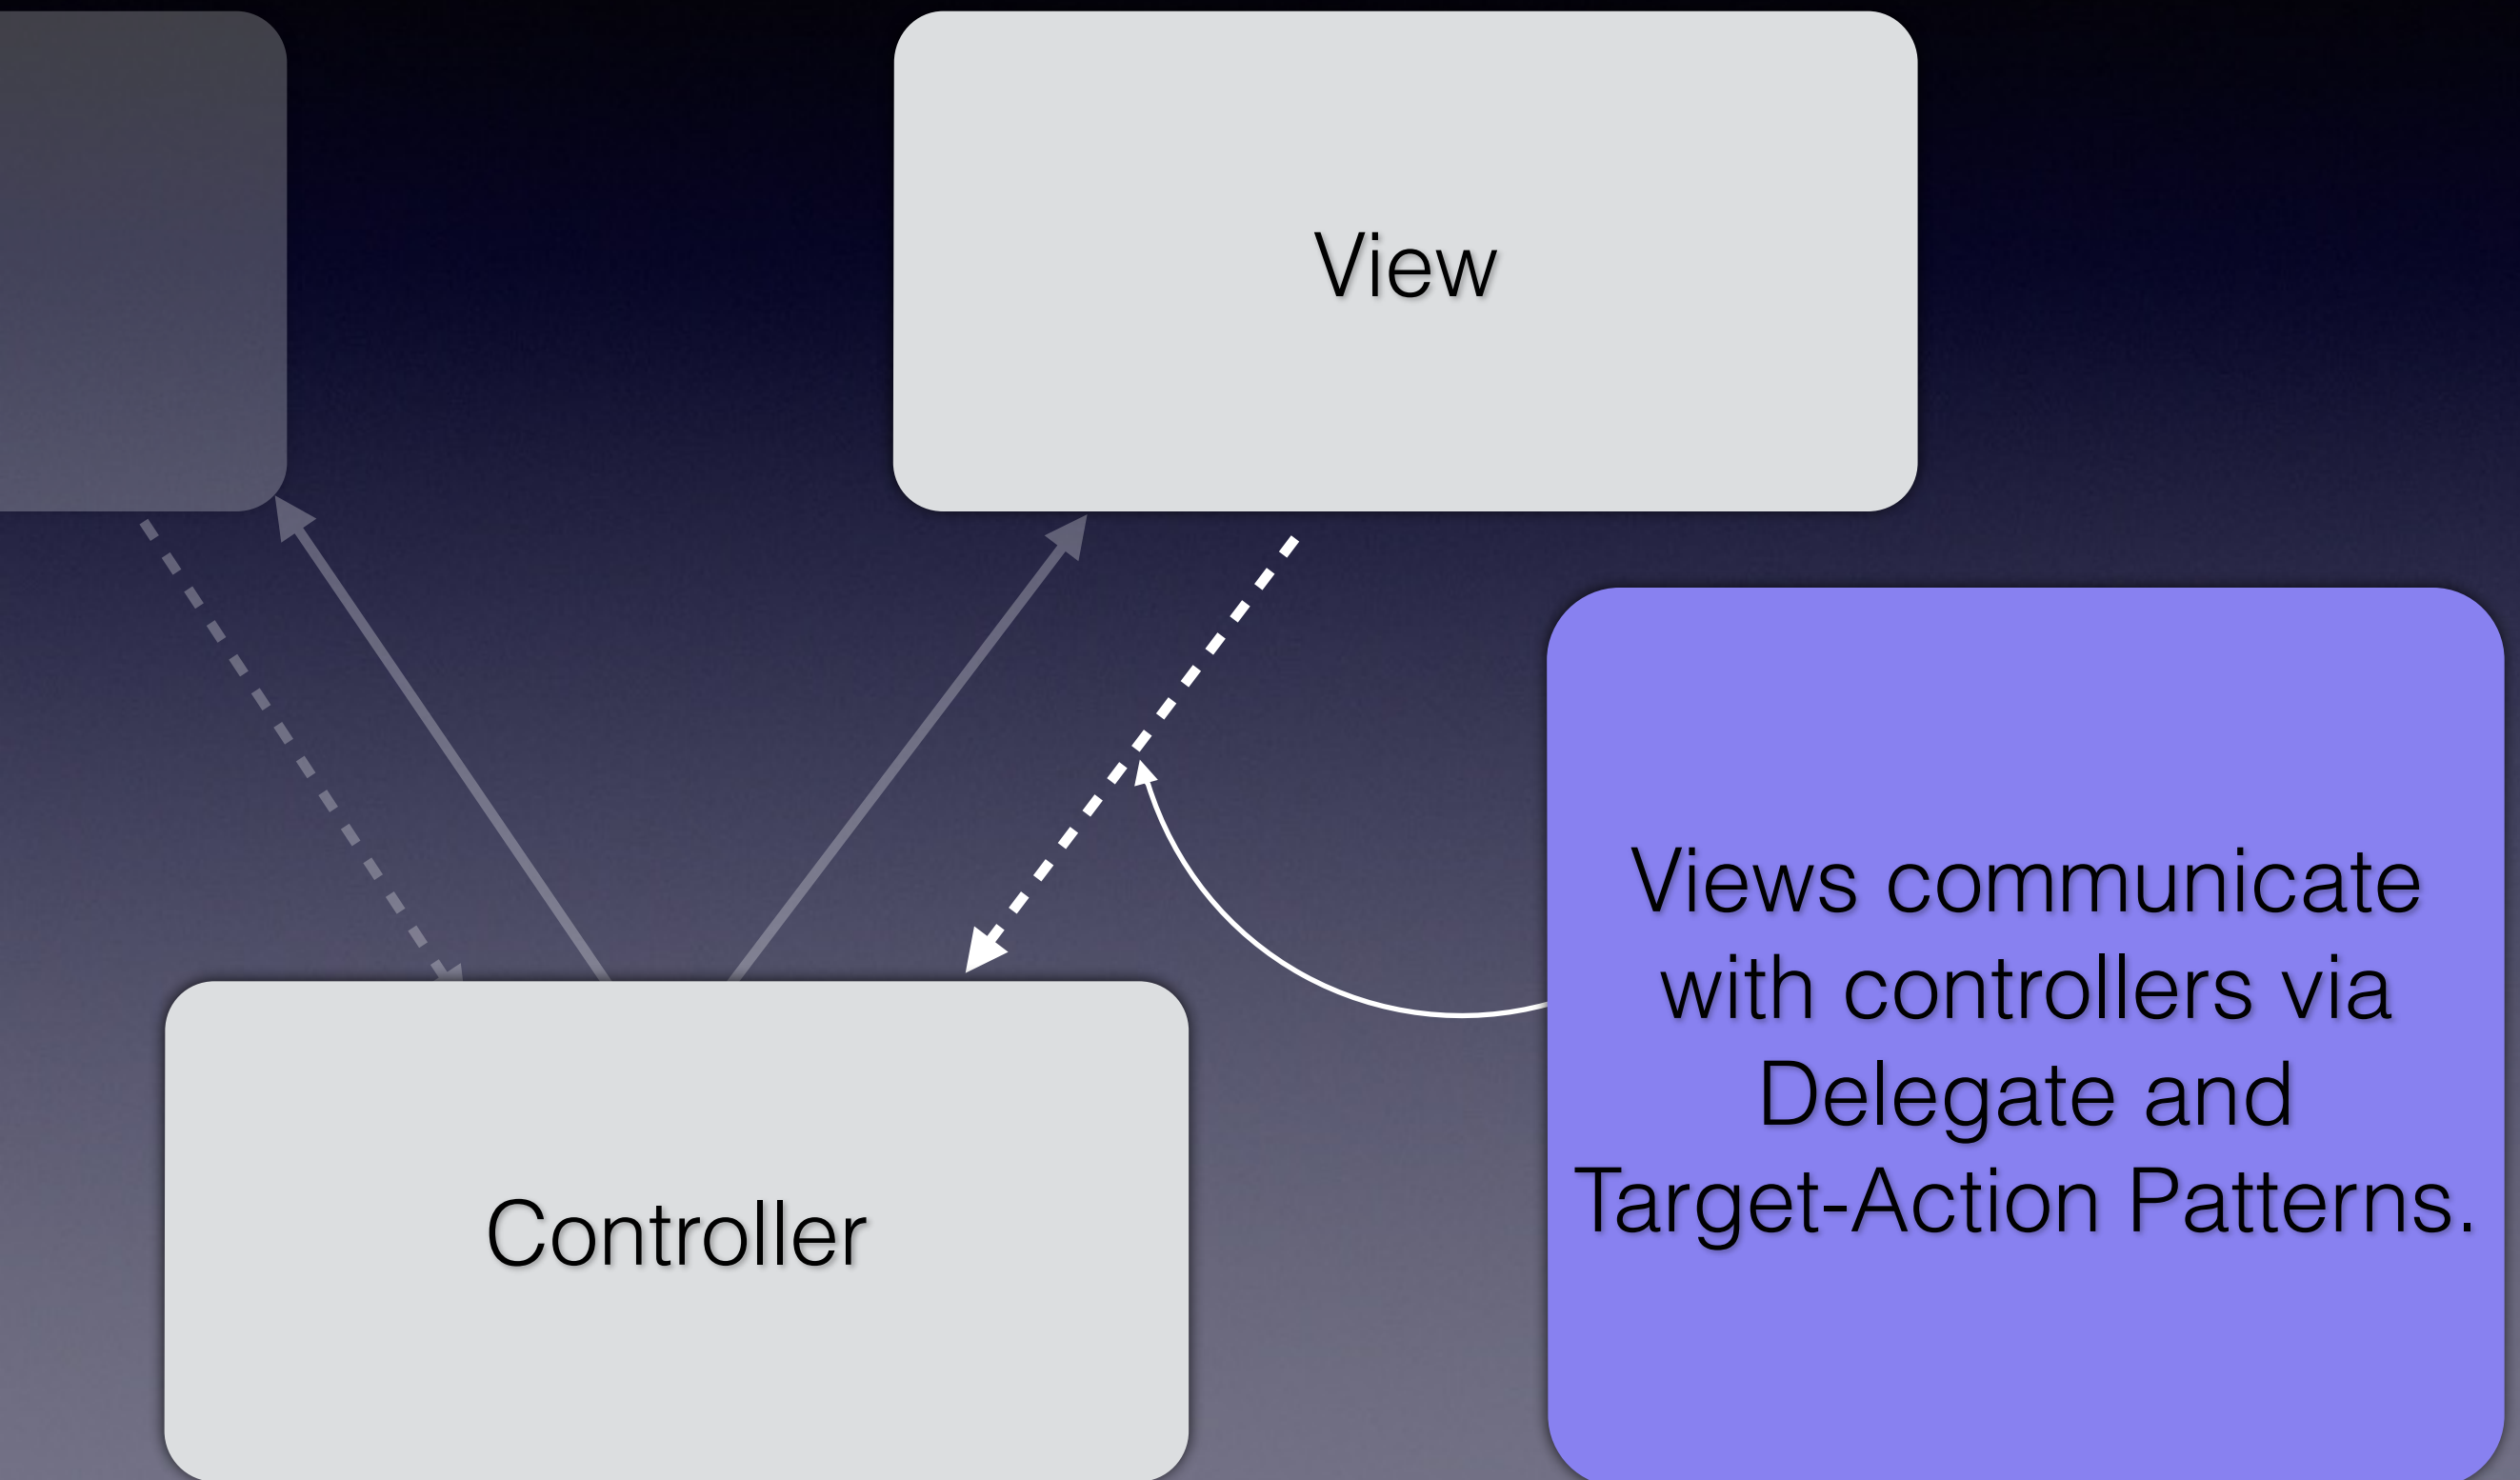 View
Views communicate
with controllers via
Delegate and
Target-Action Patterns.
Controller